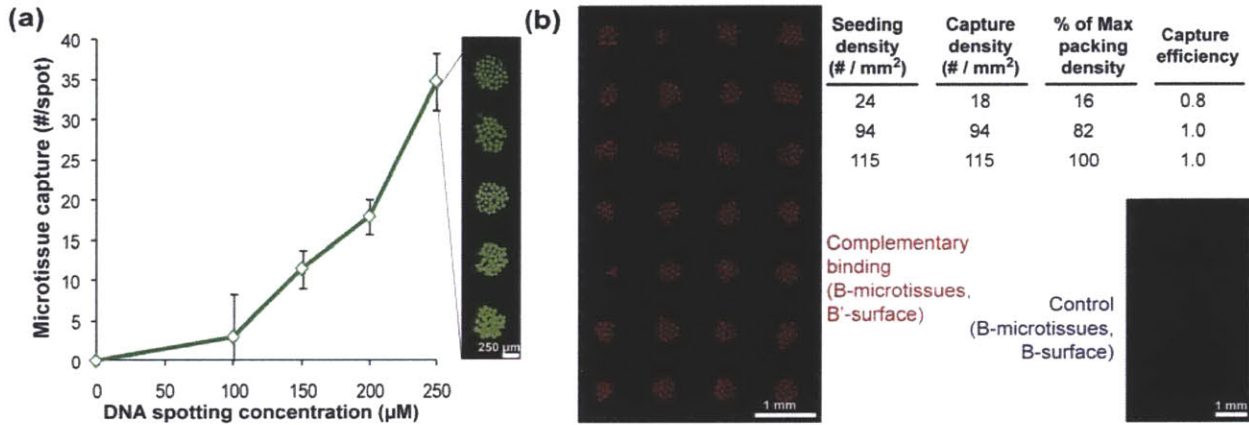 (a)
Microtissue capture (#/spot)
40
35
30
25
20
15
10
5
0
0
50
100
150
200
250
DNA spotting concentration (µM)
250 µm
(b)
1 mm
Seeding density (# / mm²)
Capture density (# / mm²)
% of Max packing density
Capture efficiency
24 18 16 0.8
94 94 82 1.0
115 115 100 1.0
Complementary
binding
(B-microtissues,
B'-surface)
Control
(B-microtissues,
B-surface)
1 mm